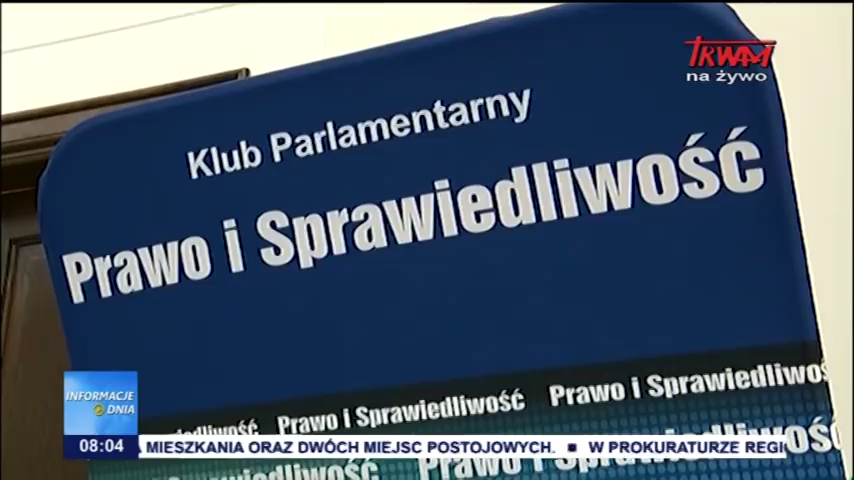 TRWAM
na żywo
Klub Parlamentarny
Prawo i Sprawiedliwość
Prawo i Sprawiedliwość
Prawo i Sprawiedliwość
INFORMACJE
DNIA
08:04
MIESZKANIA ORAZ DWÓCH MIEJSC POSTOJOWYCH. ■ W PROKURATURZE REGI